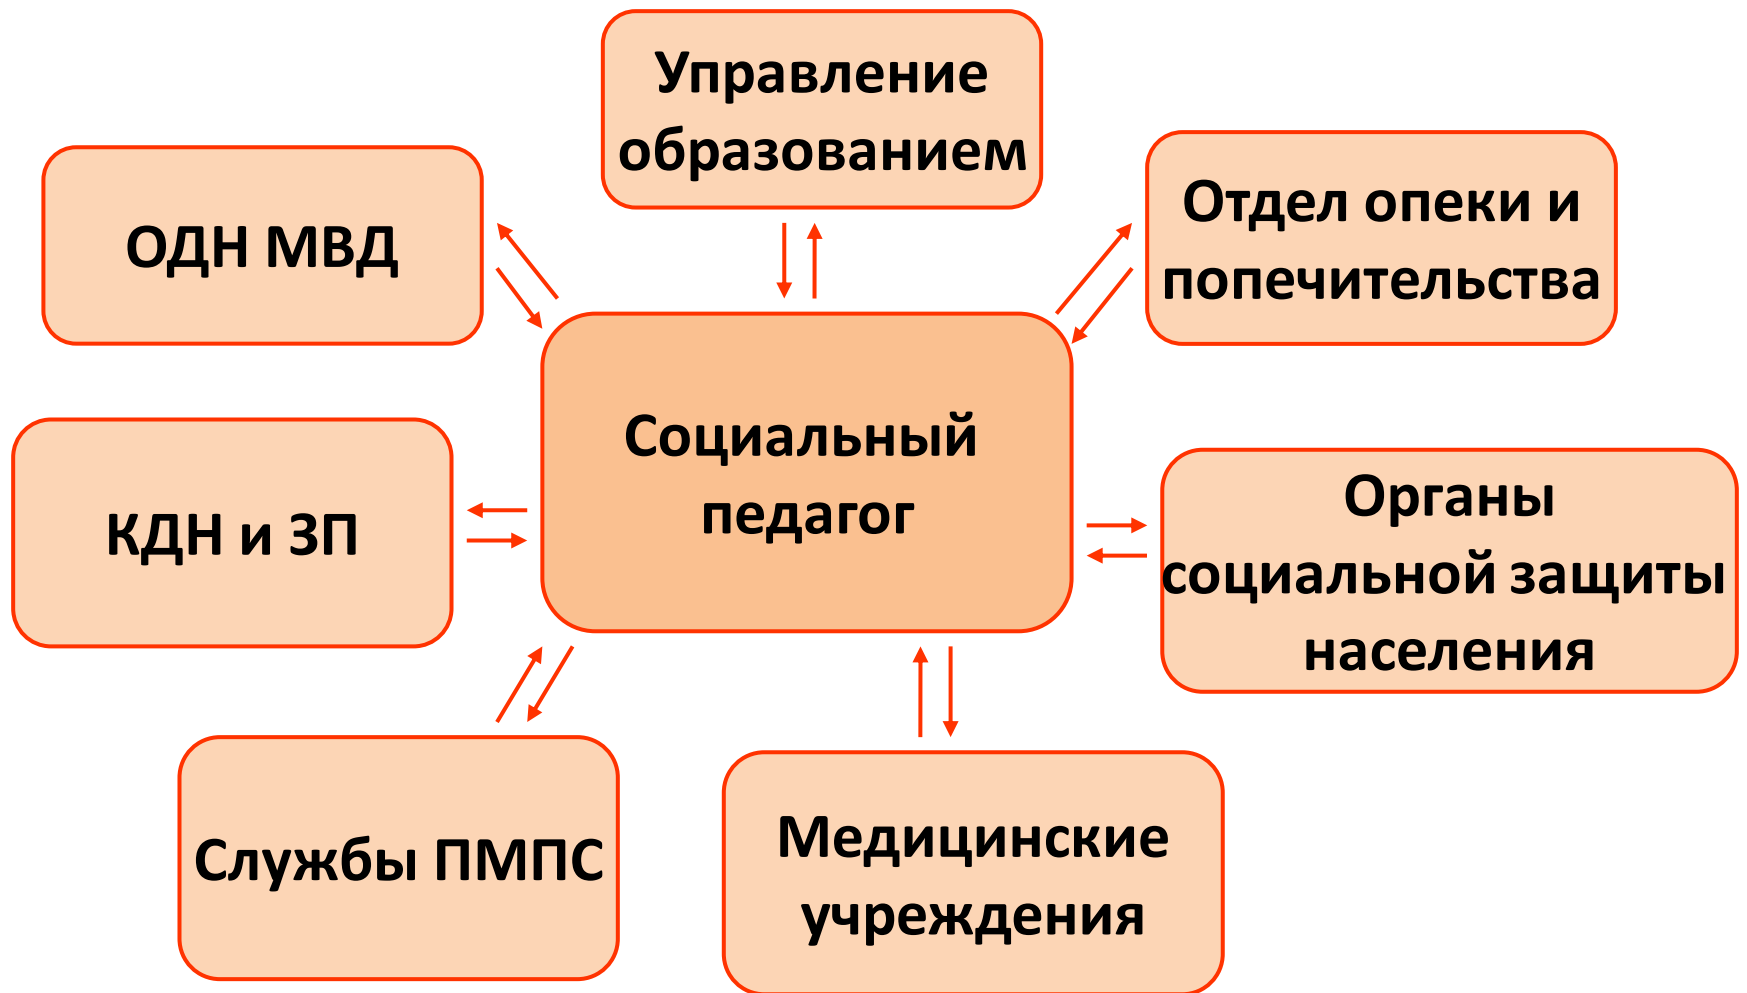 Управление
образованием
ОДН МВД
Отдел опеки и
попечительства
Социальный
педагог
КДН и ЗП
Органы
социальной защиты
населения
Службы ПМПС
Медицинские
учреждения